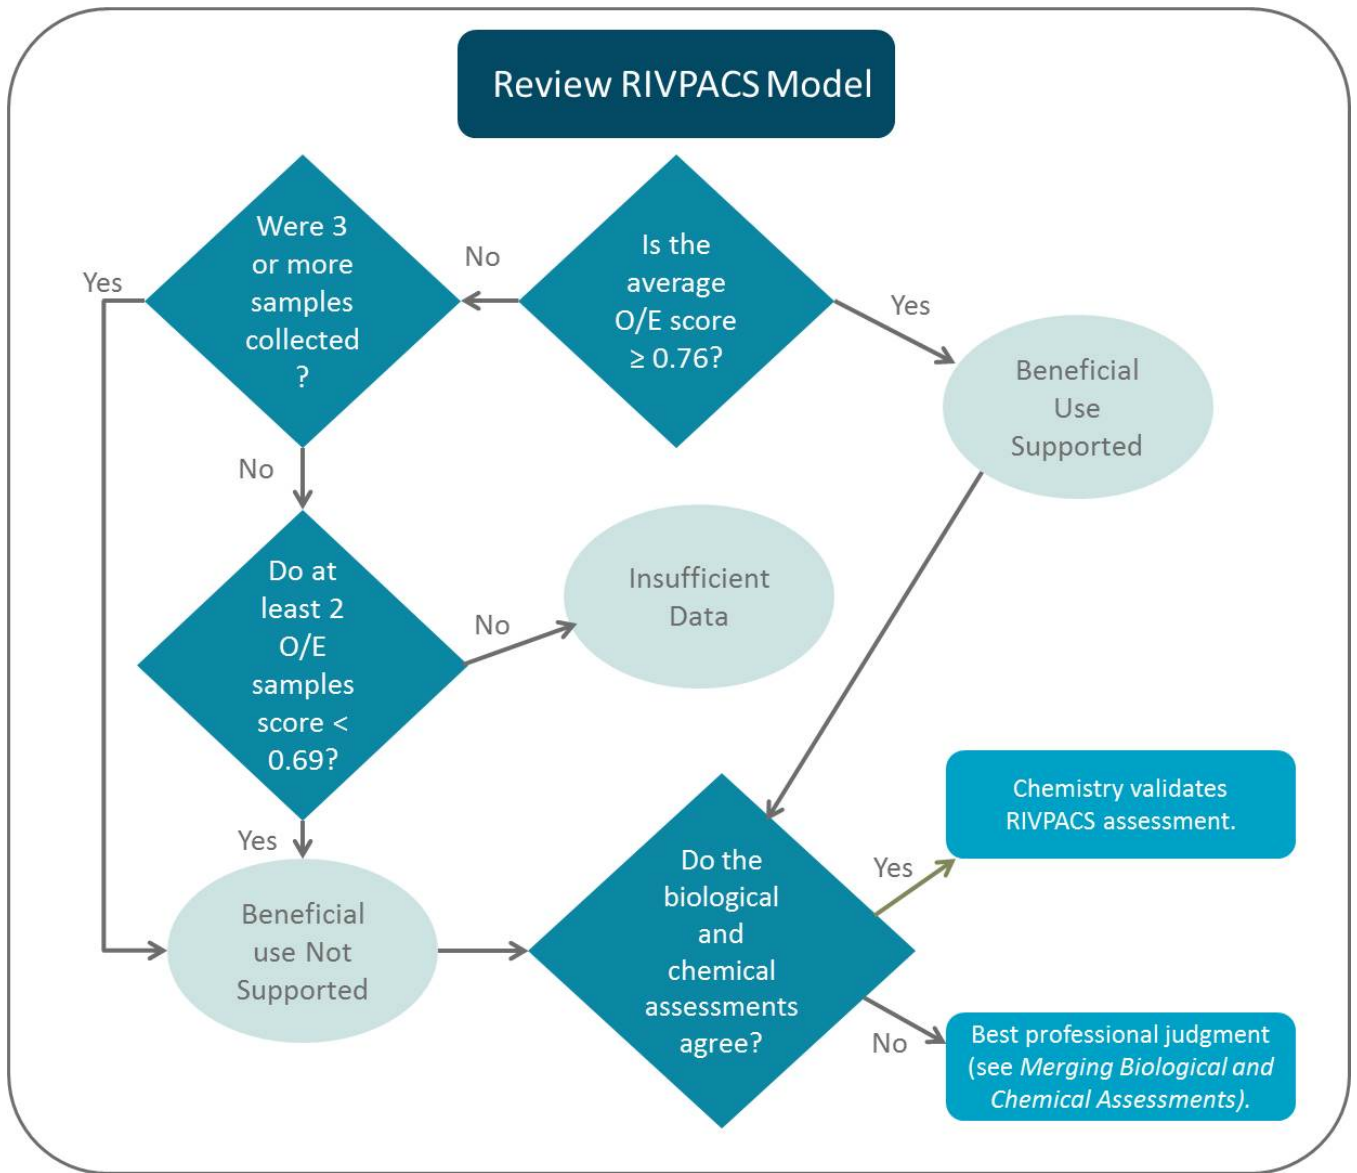 Review RIVPACS Model
Were 3
or more
samples
collected
?
Yes
No
Is the
average
O/E score
≥ 0.76?
Yes
Beneficial
Use
Supported
No
Do at
least 2
O/E
samples
score <
0.69?
No
Insufficient
Data
Yes
Beneficial
use Not
Supported
Do the
biological
and
chemical
assessments
agree?
Yes
Chemistry validates
RIVPACS assessment.
No
Best professional judgment
(see Merging Biological and
Chemical Assessments).